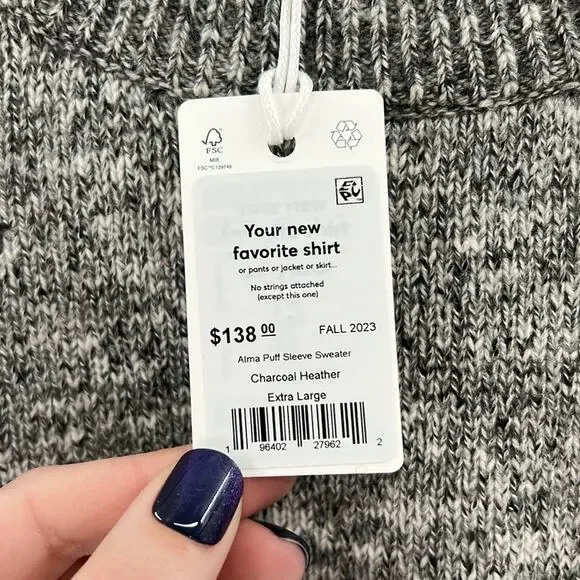 FSC
MIX
FSC™C128745
Your new
favorite shirt
or pants or jacket or skirt...
No strings attached
(except this one)
$138 00 FALL 2023
Alma Puff Sleeve Sweater
Charcoal Heather
Extra Large
1 96402 27962 2